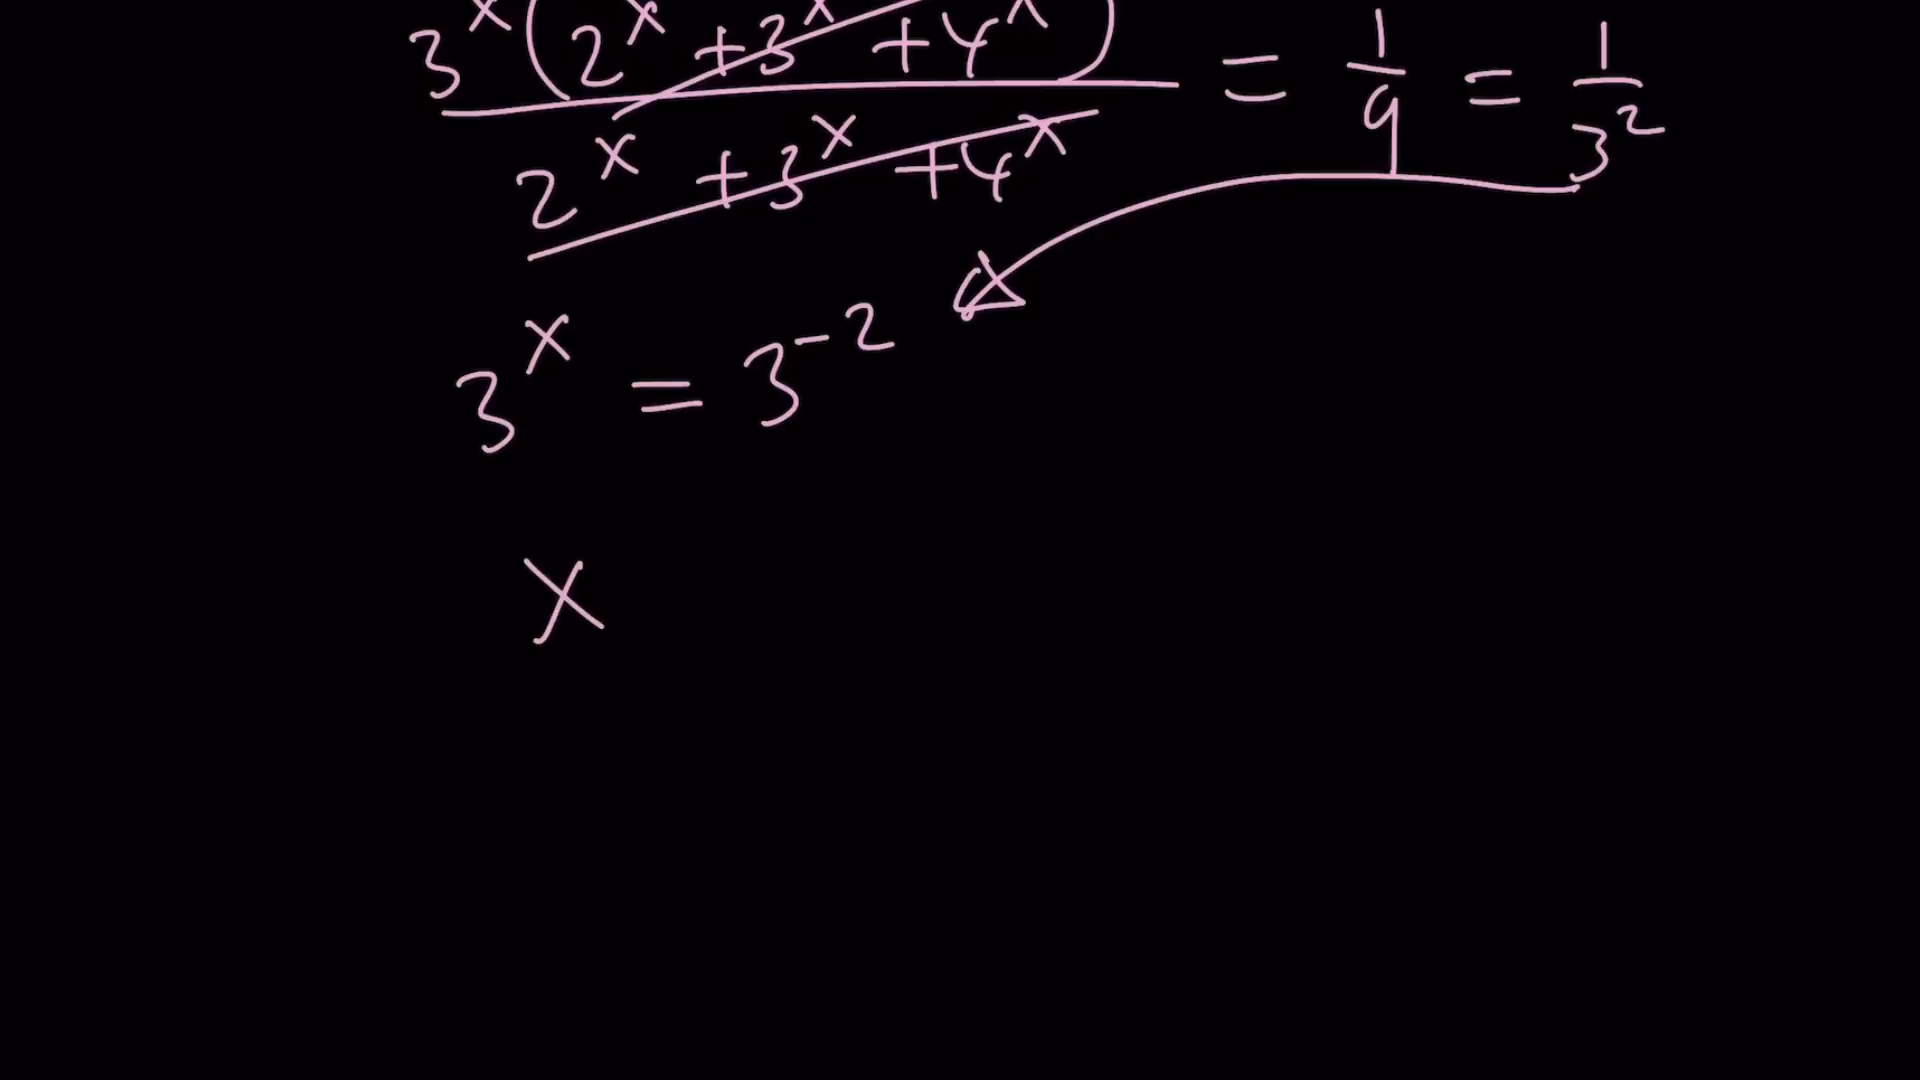 3^x(2^x + 3^x + 4^x) / (2^x + 3^x + 4^x) = 1/9 = 1/3^2
3^x = 3^-2
x